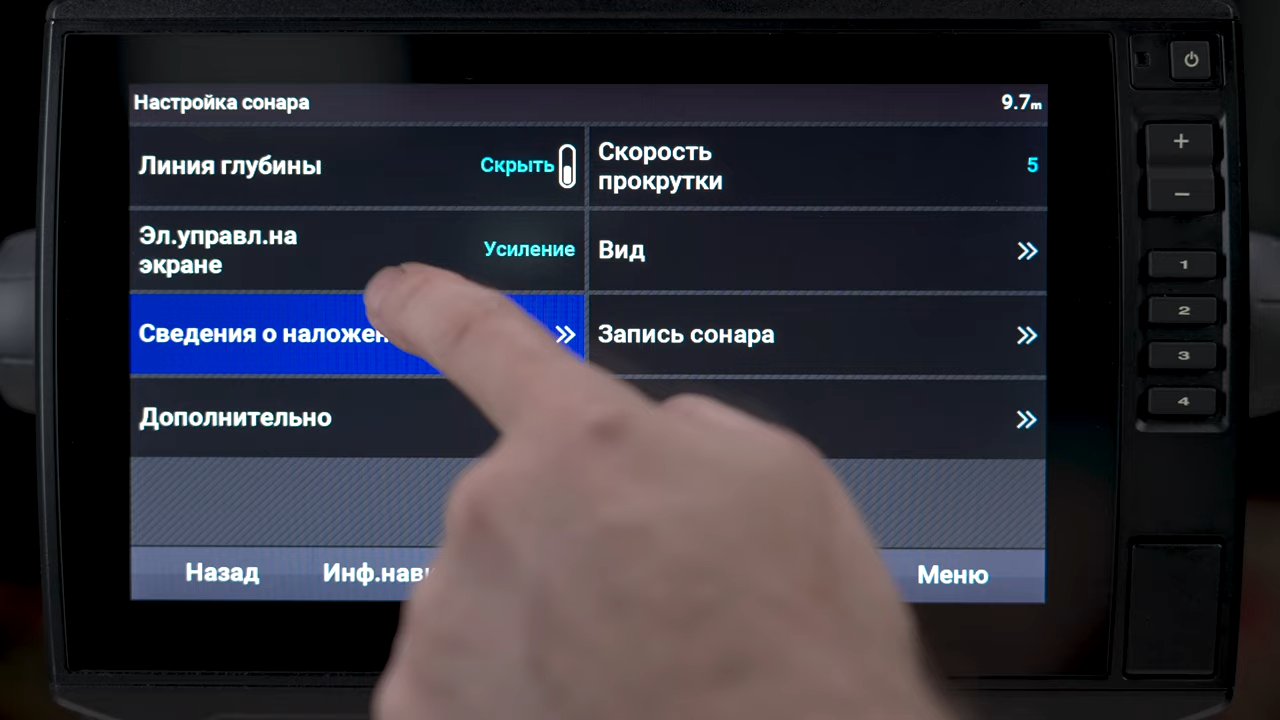 Настройка сонара
9.7m
Линия глубины
Скрыть
Скорость
прокрутки
5
Эл.управл.на
экране
Усиление
Вид
Сведения о
Запись сонара
Дополнительно
Назад
Меню
+
−
1
2
3
4